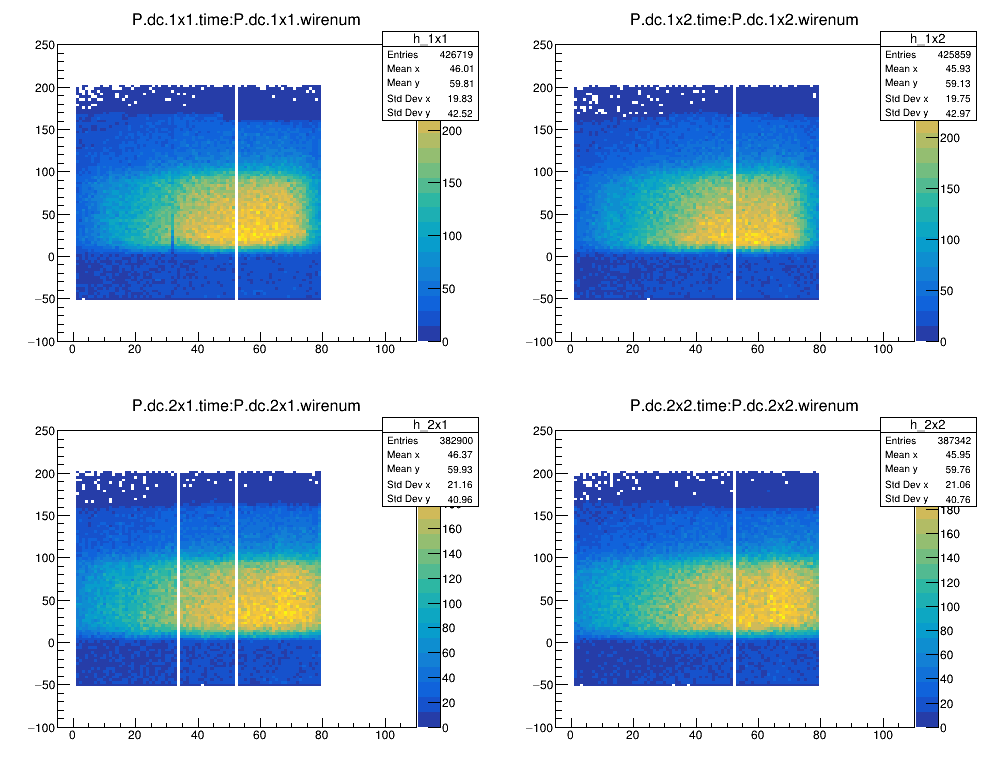 P.dc.1x1.time:P.dc.1x1.wirenum
h_1x1
Entries 426719
Mean x 46.01
Mean y 59.81
Std Dev x 19.83
Std Dev y 42.52
250
200
150
100
50
0
−50
−100
0 20 40 60 80 100
200
150
100
50
0
P.dc.1x2.time:P.dc.1x2.wirenum
h_1x2
Entries 425859
Mean x 45.93
Mean y 59.13
Std Dev x 19.75
Std Dev y 42.97
250
200
150
100
50
0
−50
−100
0 20 40 60 80 100
200
150
100
50
0
P.dc.2x1.time:P.dc.2x1.wirenum
h_2x1
Entries 382900
Mean x 46.37
Mean y 59.93
Std Dev x 21.16
Std Dev y 40.96
250
200
150
100
50
0
−50
−100
0 20 40 60 80 100
160
140
120
100
80
60
40
20
0
P.dc.2x2.time:P.dc.2x2.wirenum
h_2x2
Entries 387342
Mean x 45.95
Mean y 59.76
Std Dev x 21.06
Std Dev y 40.76
250
200
150
100
50
0
−50
−100
0 20 40 60 80 100
180
160
140
120
100
80
60
40
20
0